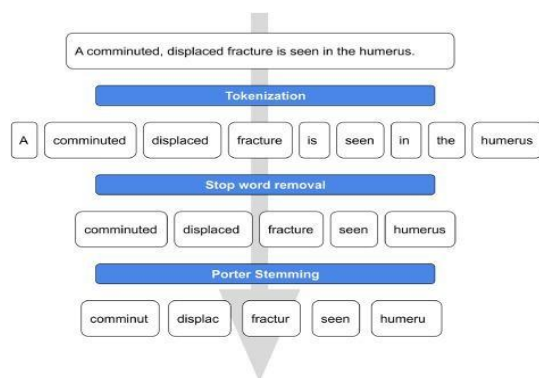 A comminuted, displaced fracture is seen in the humerus.
Tokenization
A comminuted displaced fracture is seen in the humerus
Stop word removal
comminuted displaced fracture seen humerus
Porter Stemming
comminut displac fractur seen humeru